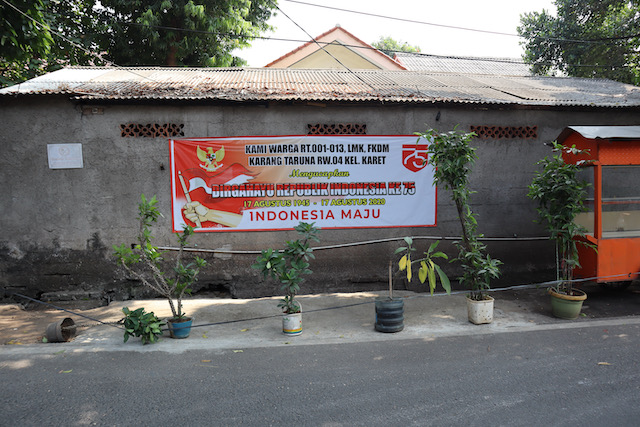 KAMI WARGA RT.001-013, LMK, FKDM
KARANG TARUNA RW.04 KEL. KARET
Mengucapkan
DIRGAHAYU REPUBLIK INDONESIA KE 75
17 AGUSTUS 1945 - 17 AGUSTUS 2020
INDONESIA MAJU
75